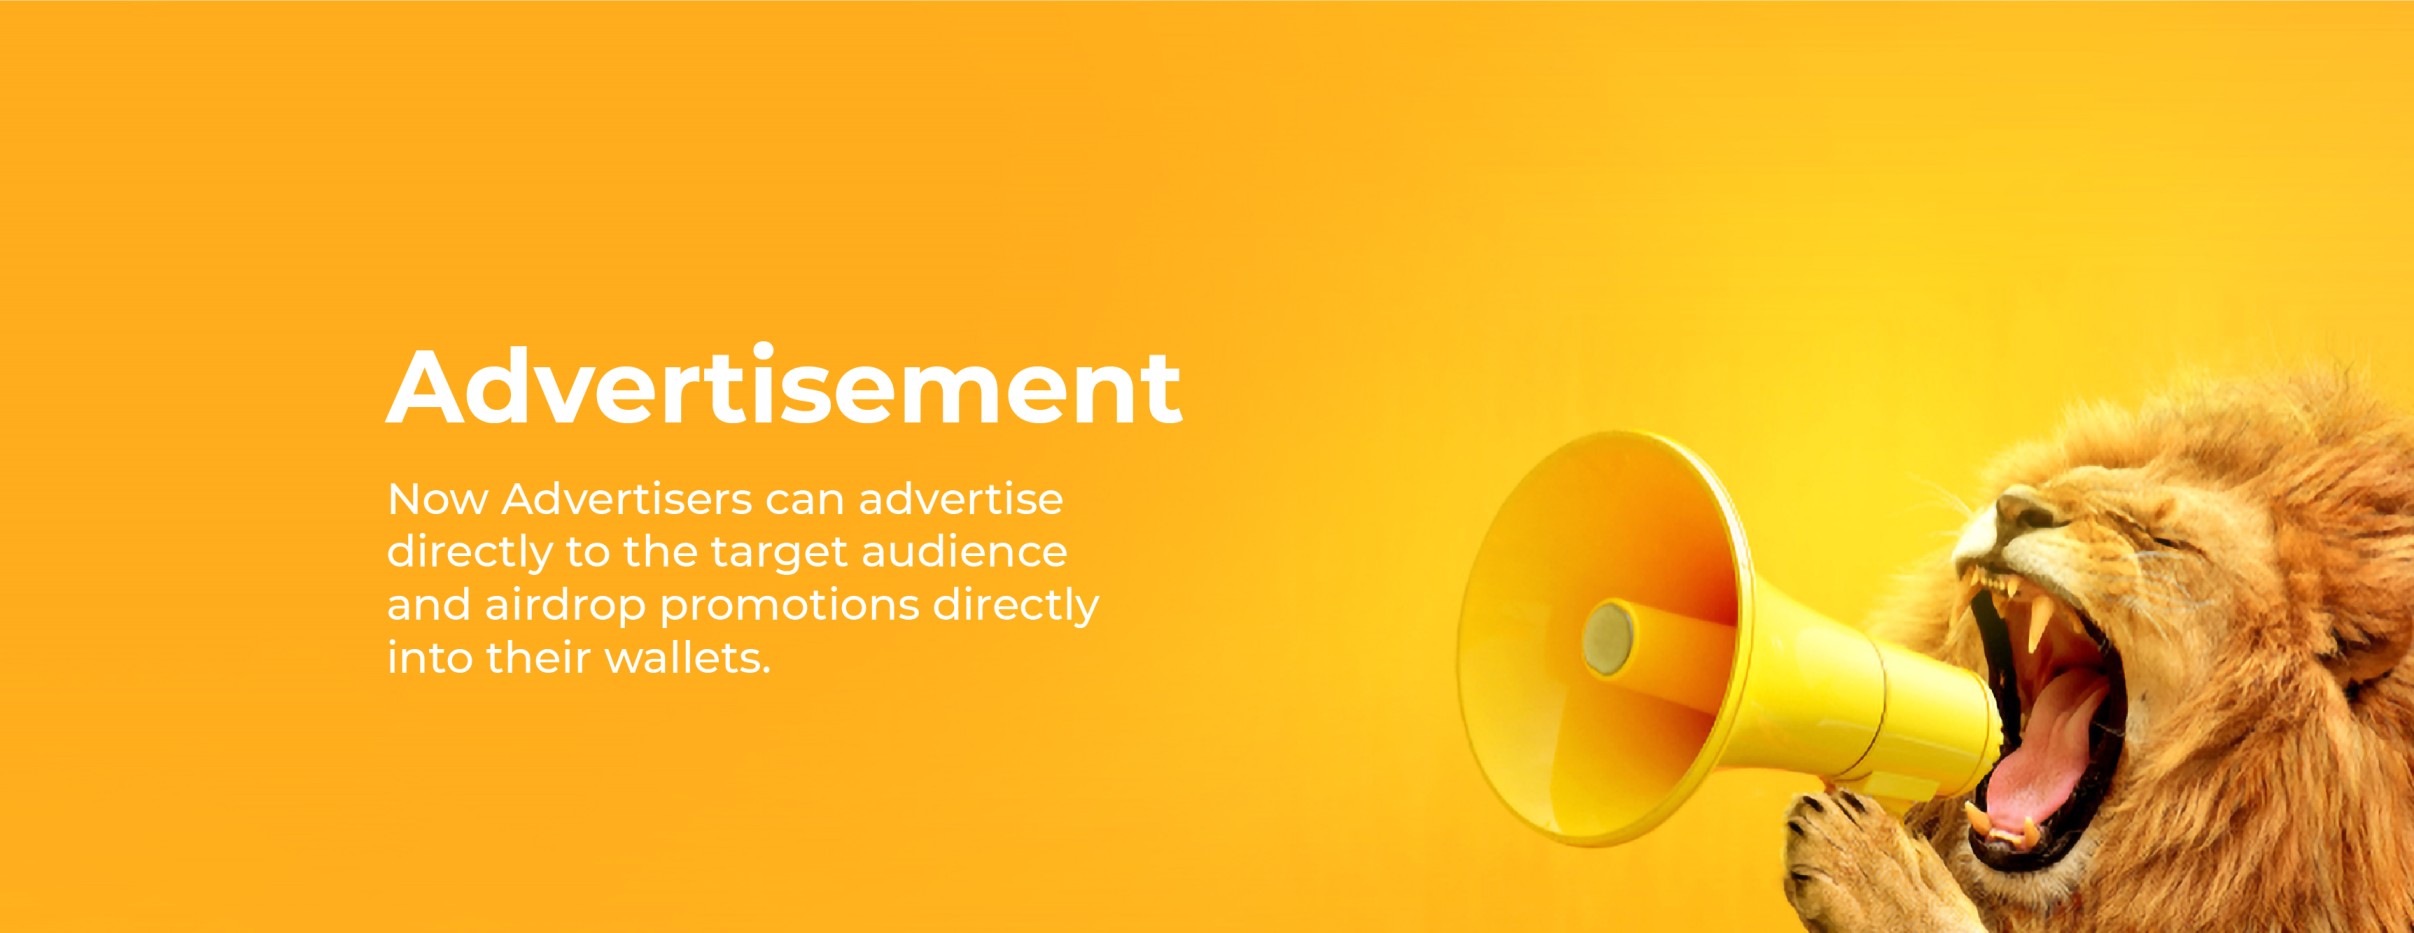 Advertisement
Now Advertisers can advertise
directly to the target audience
and airdrop promotions directly
into their wallets.